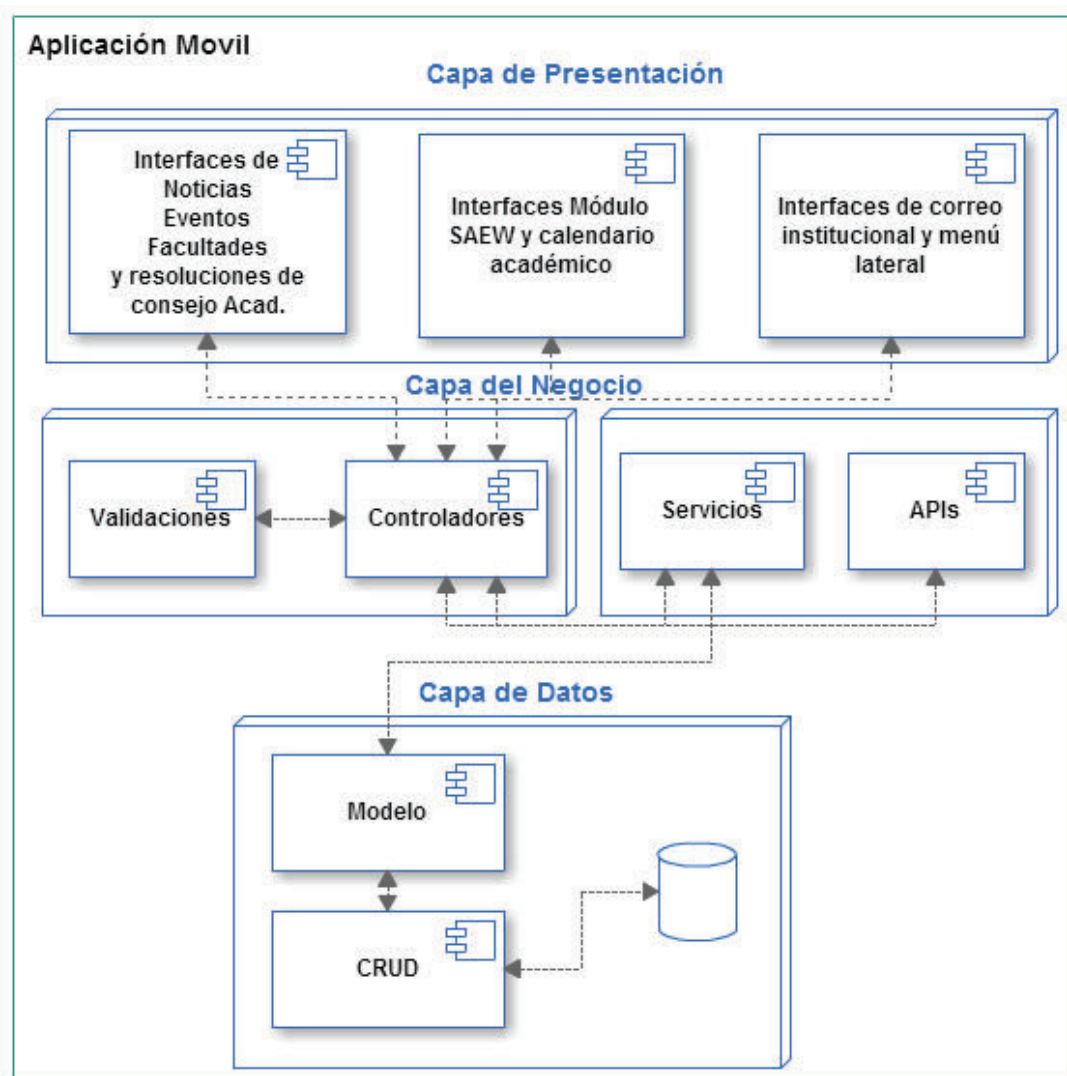 Aplicación Movil
Capa de Presentación
Interfaces de
Noticias
Eventos
Facultades
y resoluciones de
consejo Acad.
Interfaces Módulo
SAEW y calendario
académico
Interfaces de correo
institucional y menú
lateral
Capa del Negocio
Validaciones
Controladores
Servicios
APIs
Capa de Datos
Modelo
CRUD